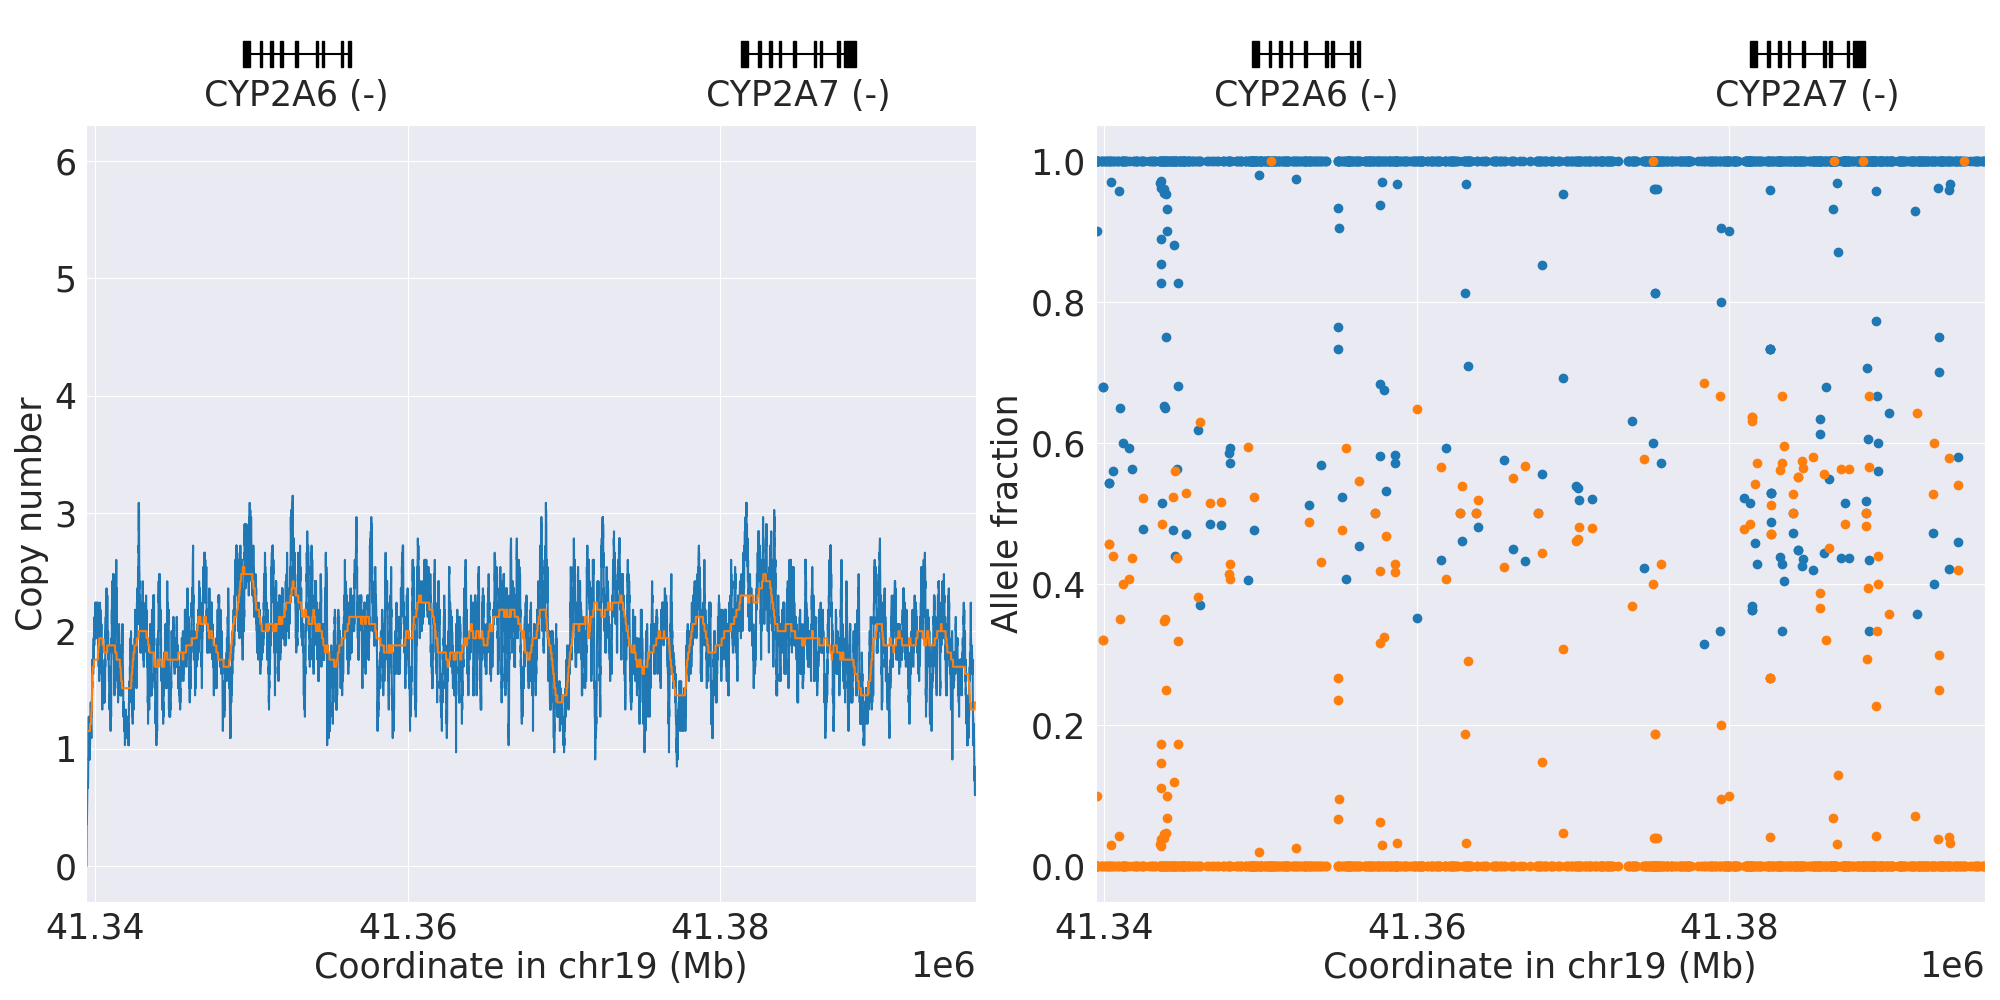 CYP2A6 (-)
CYP2A7 (-)
6
5
4
3
2
1
0
Copy number
41.34
41.36
41.38
Coordinate in chr19 (Mb)
1e6
CYP2A6 (-)
CYP2A7 (-)
1.0
0.8
0.6
0.4
0.2
0.0
Allele fraction
41.34
41.36
41.38
Coordinate in chr19 (Mb)
1e6